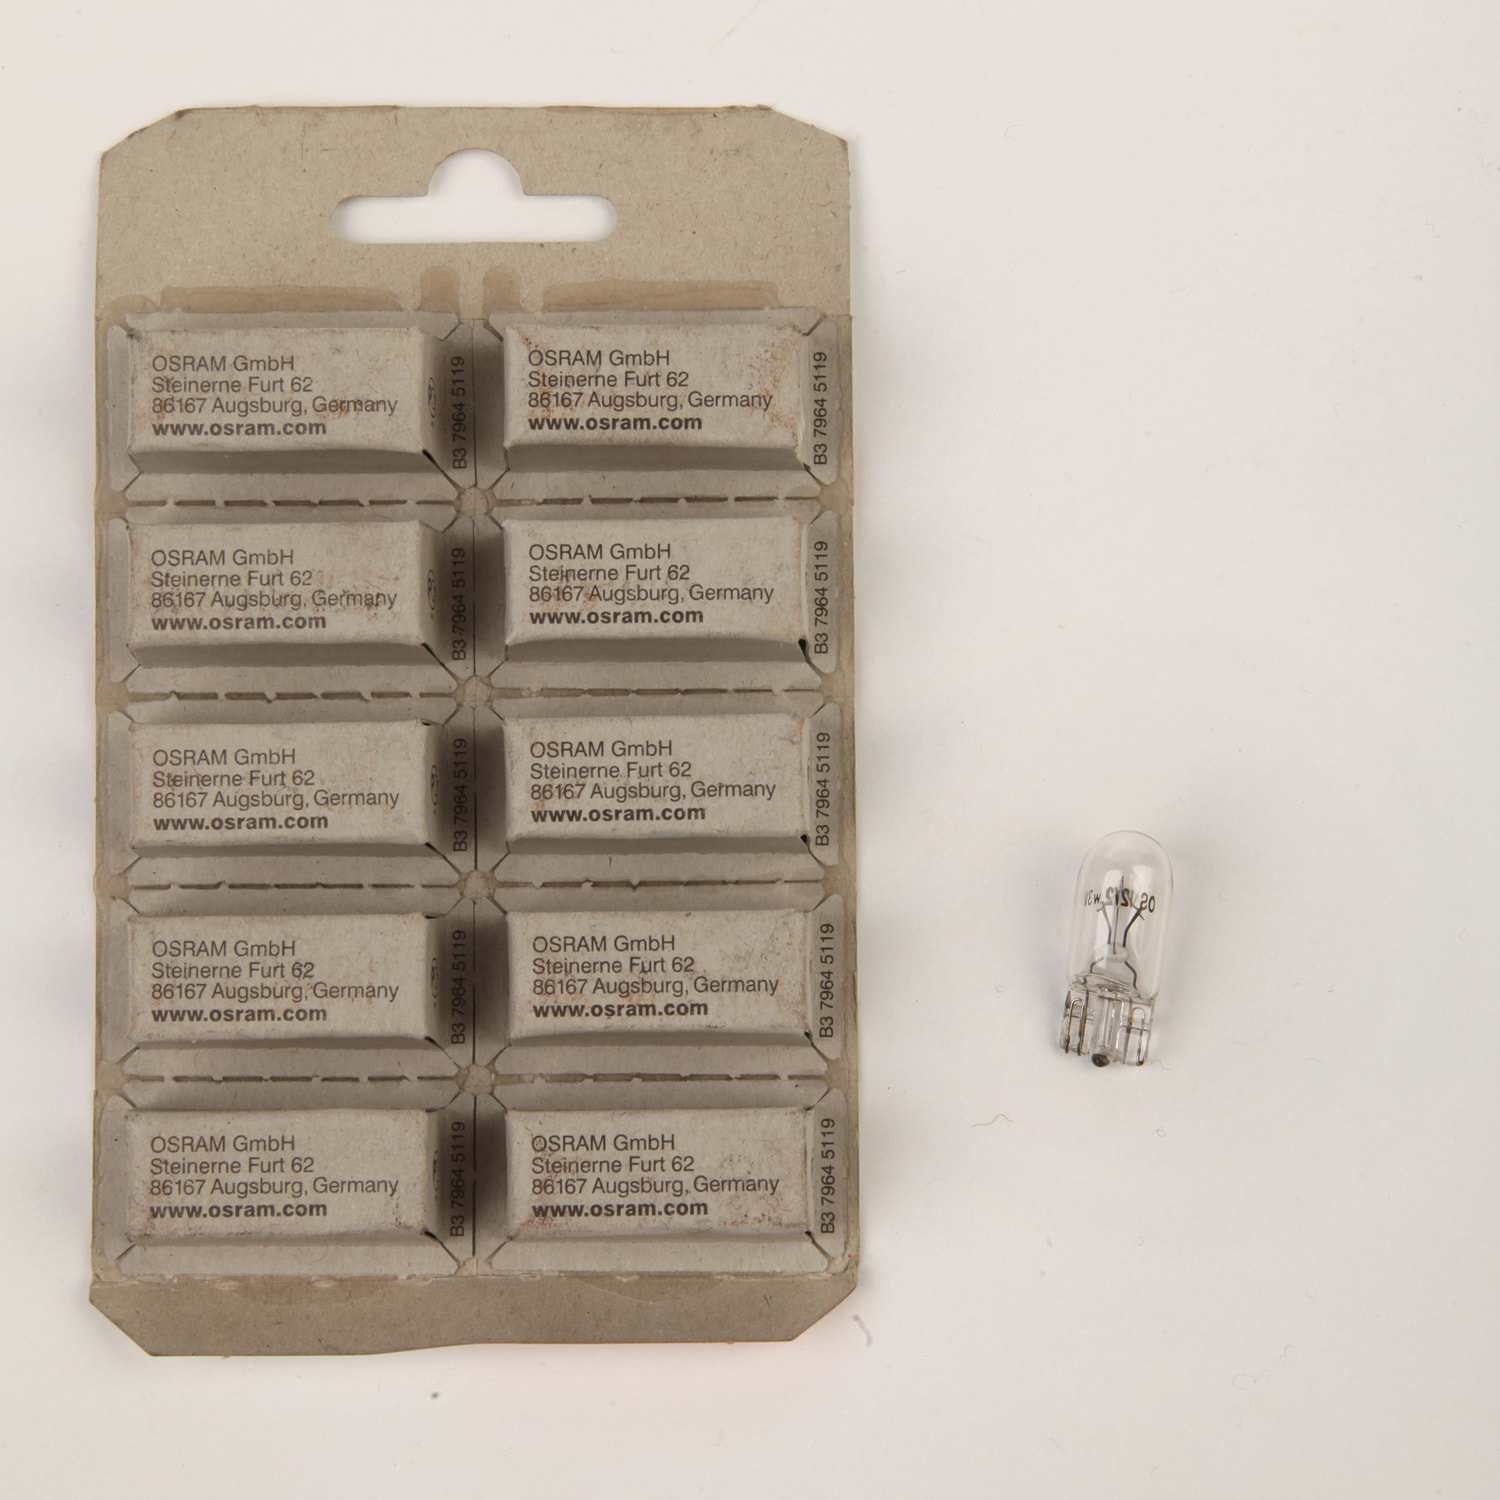 OSRAM GmbH
Steinerne Furt 62
86167 Augsburg, Germany
www.osram.com
B3 7964 5119
OSRAM GmbH
Steinerne Furt 62
86167 Augsburg, Germany
www.osram.com
B3 7964 5119
OSRAM GmbH
Steinerne Furt 62
86167 Augsburg, Germany
www.osram.com
B3 7964 5119
OSRAM GmbH
Steinerne Furt 62
86167 Augsburg, Germany
www.osram.com
B3 7964 5119
OSRAM GmbH
Steinerne Furt 62
86167 Augsburg, Germany
www.osram.com
B3 7964 5119
OSRAM GmbH
Steinerne Furt 62
86167 Augsburg, Germany
www.osram.com
B3 7964 5119
OSRAM GmbH
Steinerne Furt 62
86167 Augsburg, Germany
www.osram.com
B3 7964 5119
OSRAM GmbH
Steinerne Furt 62
86167 Augsburg, Germany
www.osram.com
B3 7964 5119
OSRAM GmbH
Steinerne Furt 62
86167 Augsburg, Germany
www.osram.com
B3 7964 5119
OSRAM GmbH
Steinerne Furt 62
86167 Augsburg, Germany
www.osram.com
B3 7964 5119